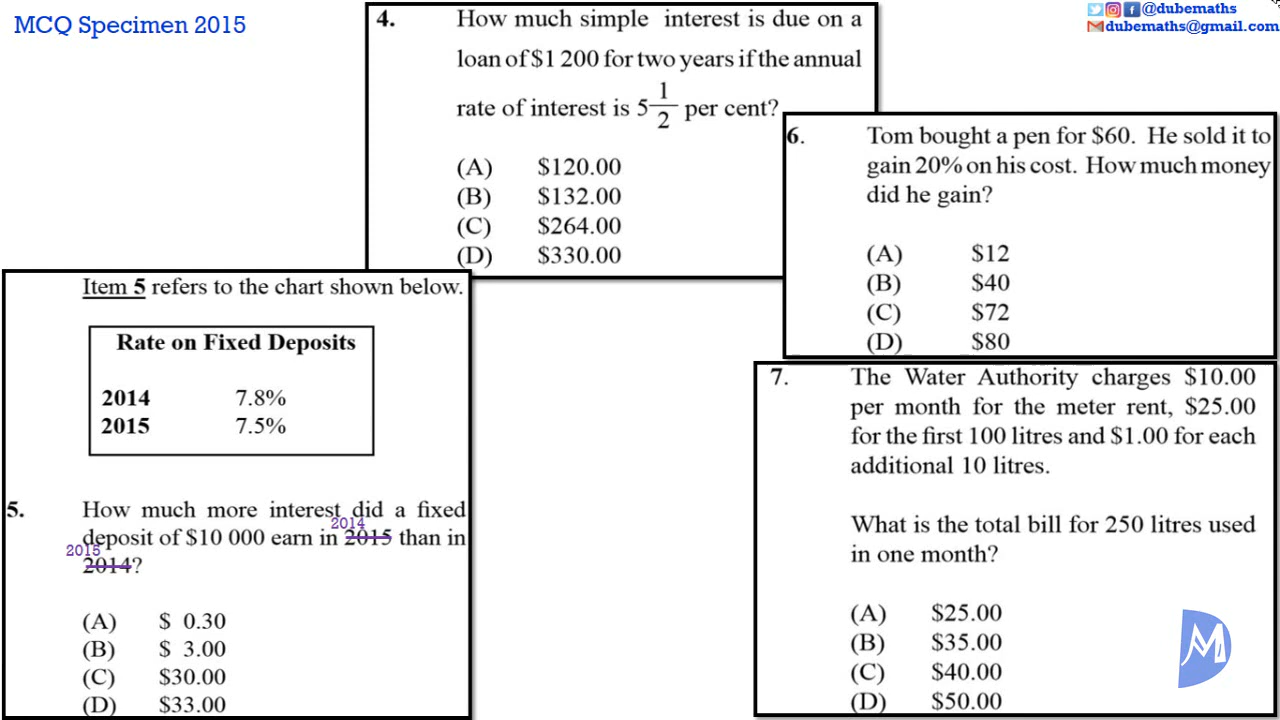 MCQ Specimen 2015
@dubemaths
dubemaths@gmail.com
4. How much simple interest is due on a
loan of $1 200 for two years if the annual
rate of interest is 5 1/2 per cent?
(A) $120.00
(B) $132.00
(C) $264.00
(D) $330.00
Item 5 refers to the chart shown below.
Rate on Fixed Deposits
2014 7.8%
2015 7.5%
5. How much more interest did a fixed
2014
deposit of $10 000 earn in 2015 than in
2015
2014?
(A) $ 0.30
(B) $ 3.00
(C) $30.00
(D) $33.00
6. Tom bought a pen for $60. He sold it to
gain 20% on his cost. How much money
did he gain?
(A) $12
(B) $40
(C) $72
(D) $80
7. The Water Authority charges $10.00
per month for the meter rent, $25.00
for the first 100 litres and $1.00 for each
additional 10 litres.
What is the total bill for 250 litres used
in one month?
(A) $25.00
(B) $35.00
(C) $40.00
(D) $50.00
M